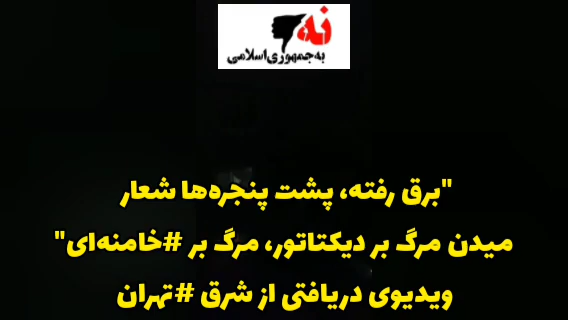 نه
به جمهوری اسلامی
"برق رفته، پشت پنجره‌ها شعار
میدن مرگ بر دیکتاتور، مرگ بر #خامنه‌ای"
ویدیوی دریافتی از شرق #تهران